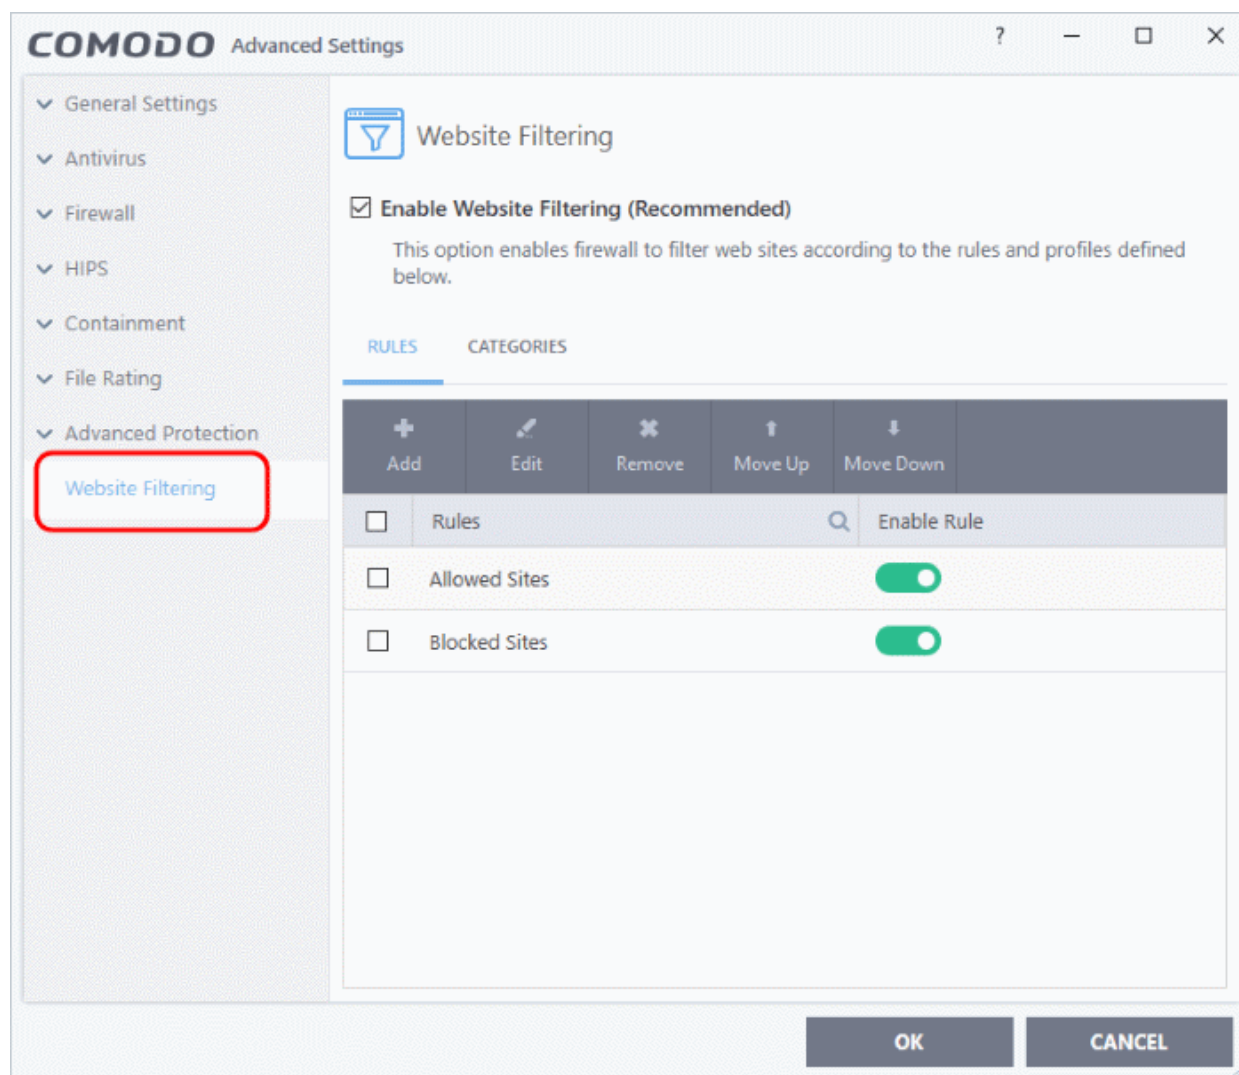 COMODO Advanced Settings ?
General Settings
Antivirus
Firewall
HIPS
Containment
File Rating
Advanced Protection
Website Filtering
Website Filtering
Enable Website Filtering (Recommended)
This option enables firewall to filter web sites according to the rules and profiles defined
below.
RULES CATEGORIES
Add Edit Remove Move Up Move Down
Rules Enable Rule
Allowed Sites
Blocked Sites
OK CANCEL